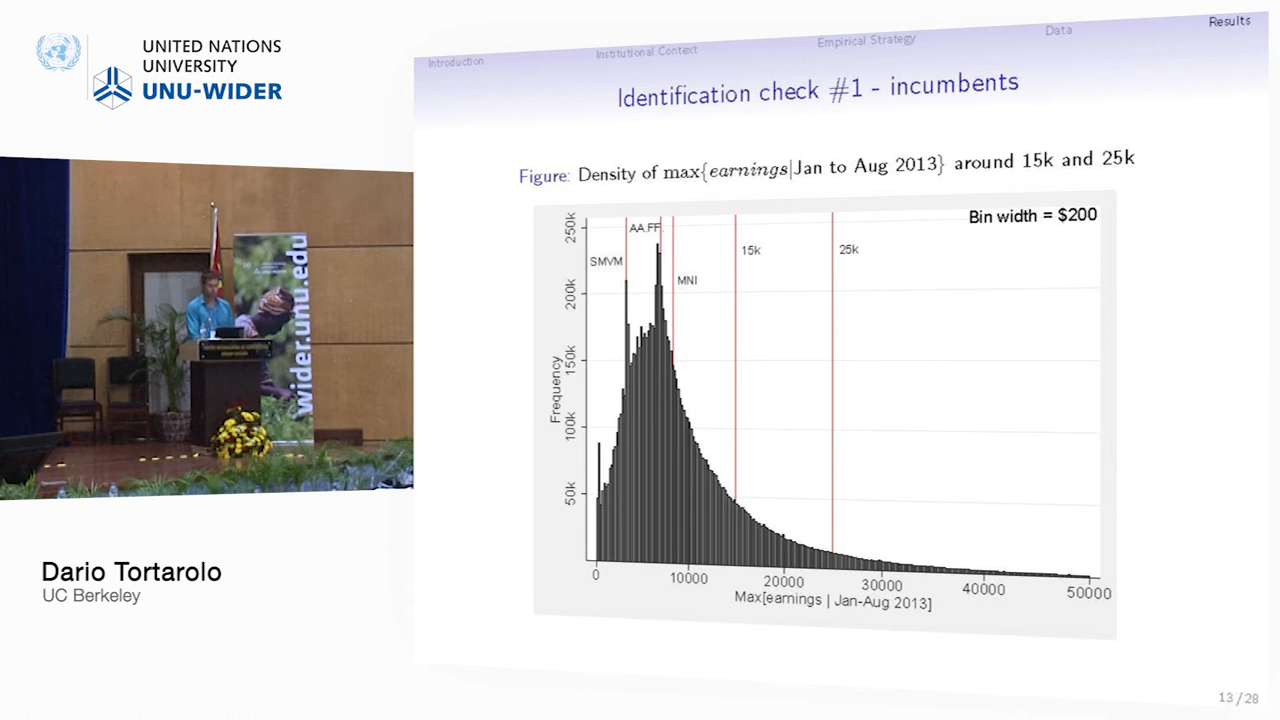 UNITED NATIONS
UNIVERSITY
UNU-WIDER
wider.unu.edu
Dario Tortarolo
UC Berkeley
Introduction
Institutional Context
Empirical Strategy
Data
Results
Identification check #1 - incumbents
Figure: Density of max{earnings|Jan to Aug 2013} around 15k and 25k
Bin width = $200
AA.FF.
SMVM
MNI
15k
25k
Frequency
250k
200k
150k
100k
50k
0
10000
20000
30000
40000
50000
Max[earnings | Jan-Aug 2013]
13 / 28